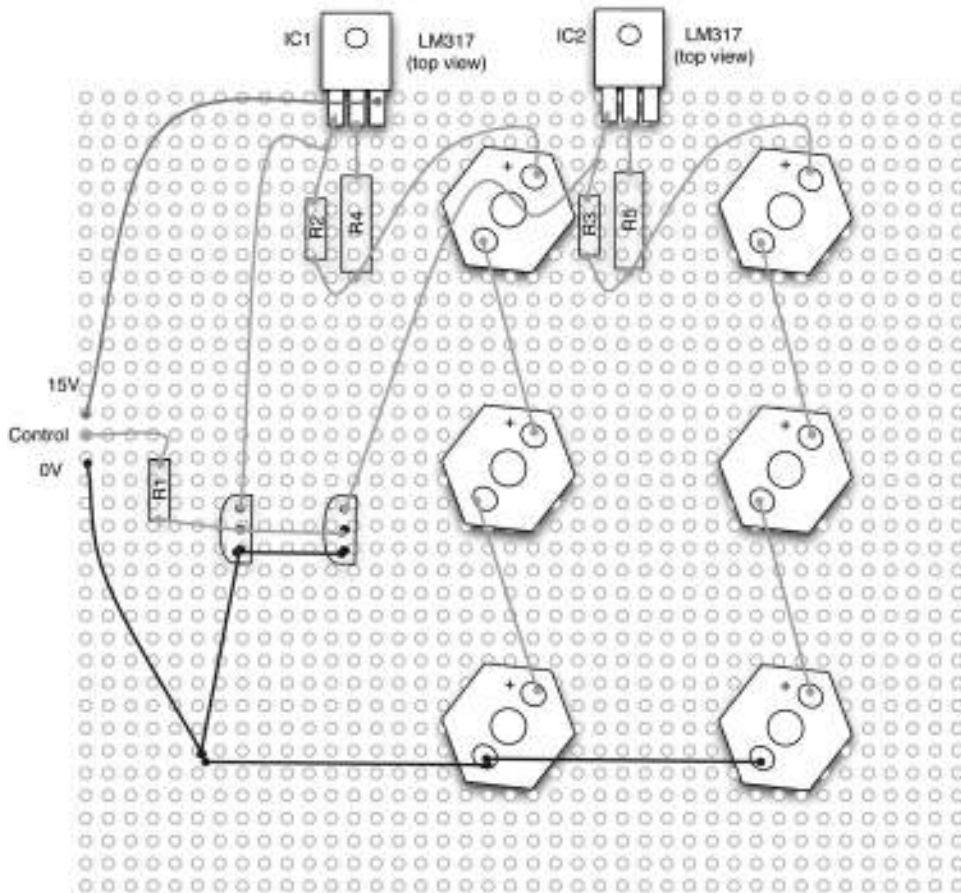 IC1
LM317
(top view)
IC2
LM317
(top view)
+
+
R2
R4
R3
R5
15V
Control
0V
R1
+
+
+
+